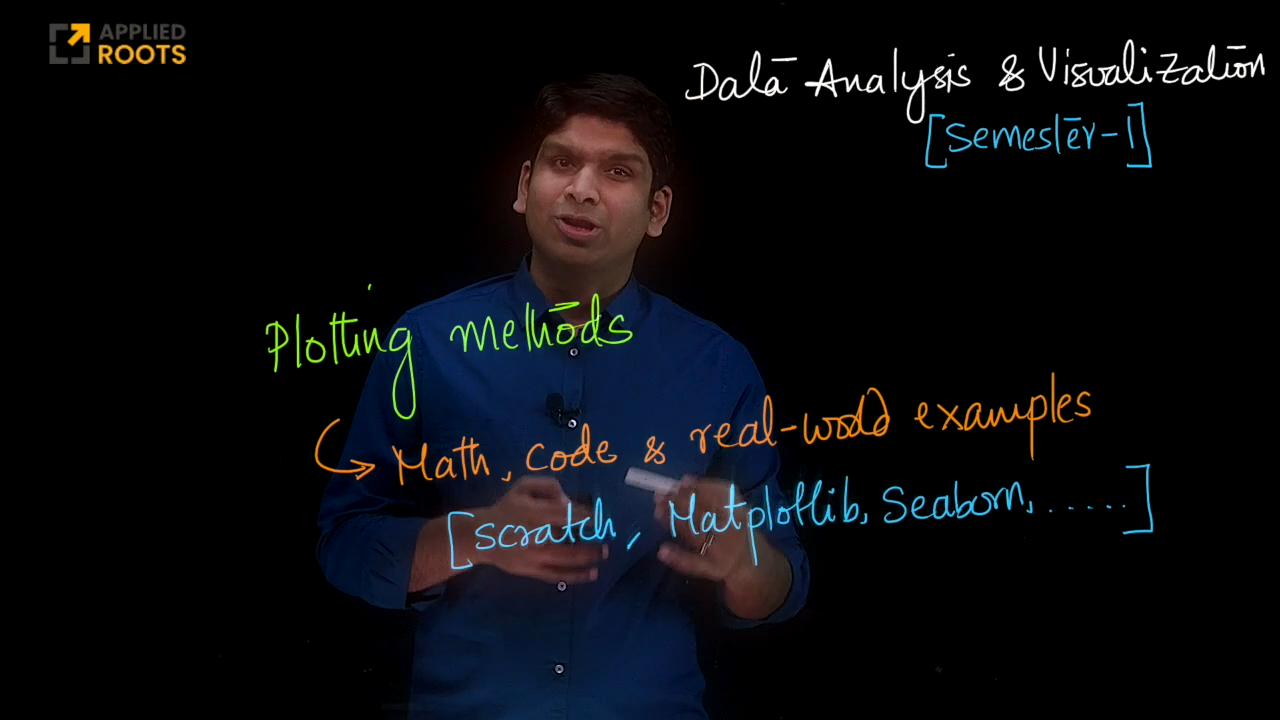 APPLIED
ROOTS
Data Analysis & Visualization
[Semester-1]
Plotting methods
Math, code & real-world examples
[scratch, Matplotlib, Seaborn, ......]